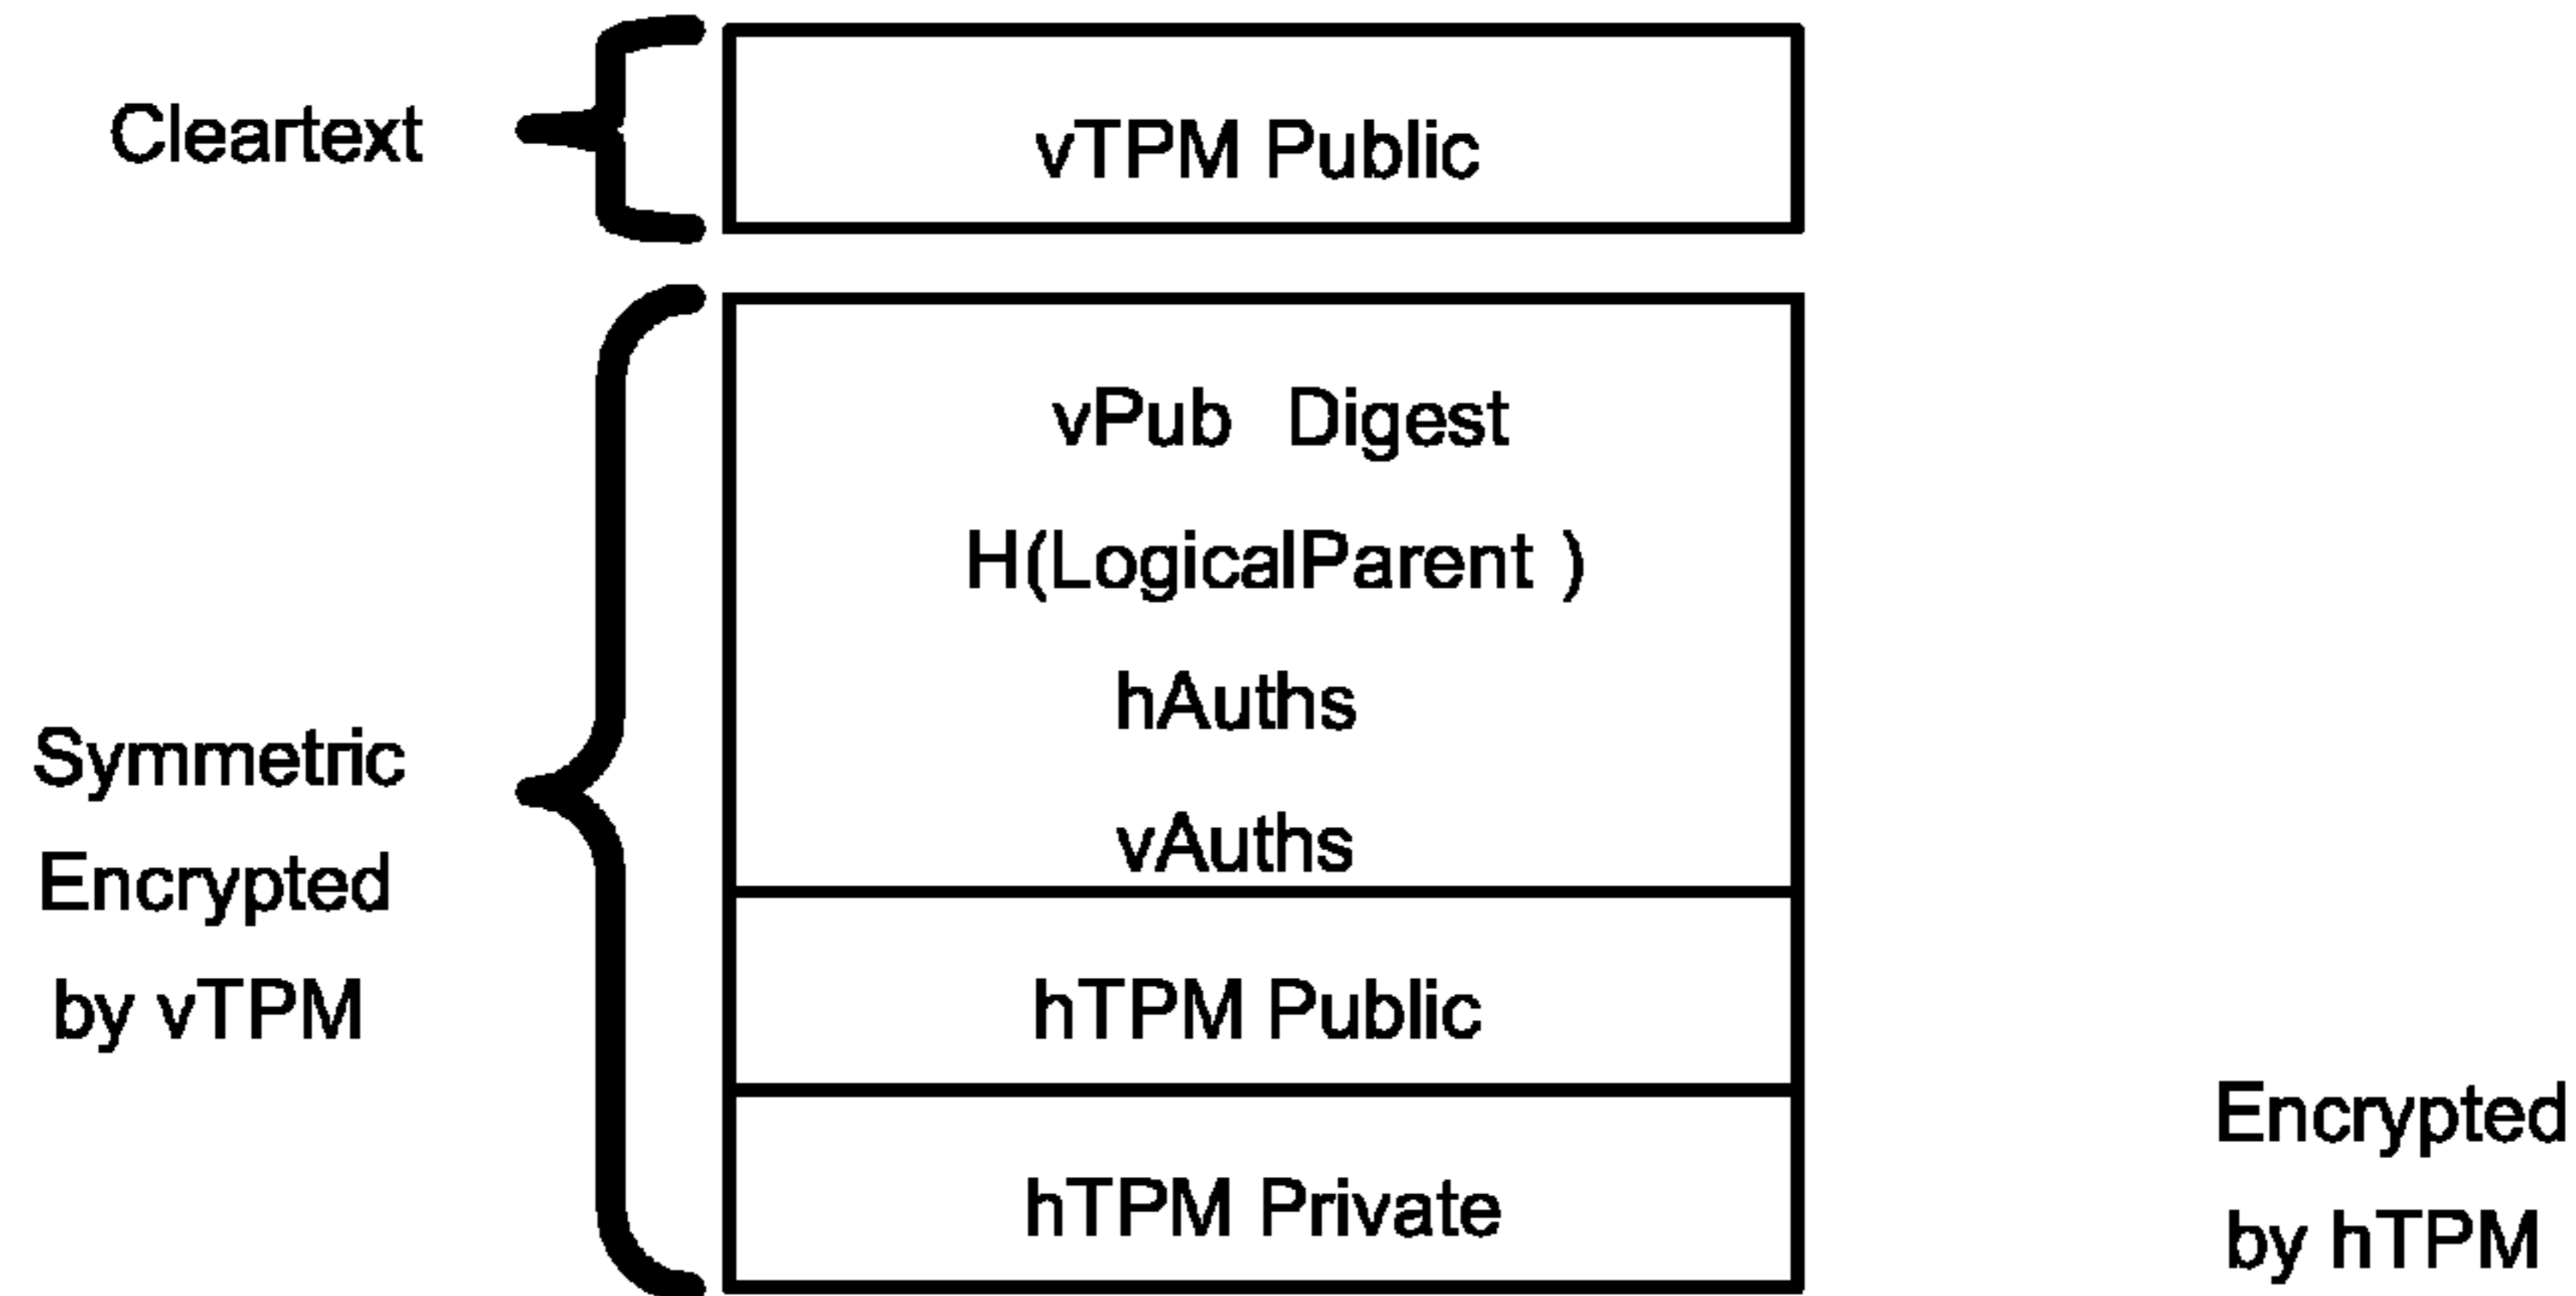 Cleartext
vTPM Public
vPub Digest
H(LogicalParent )
hAuths
vAuths
Symmetric
Encrypted
by vTPM
hTPM Public
hTPM Private
Encrypted
by hTPM